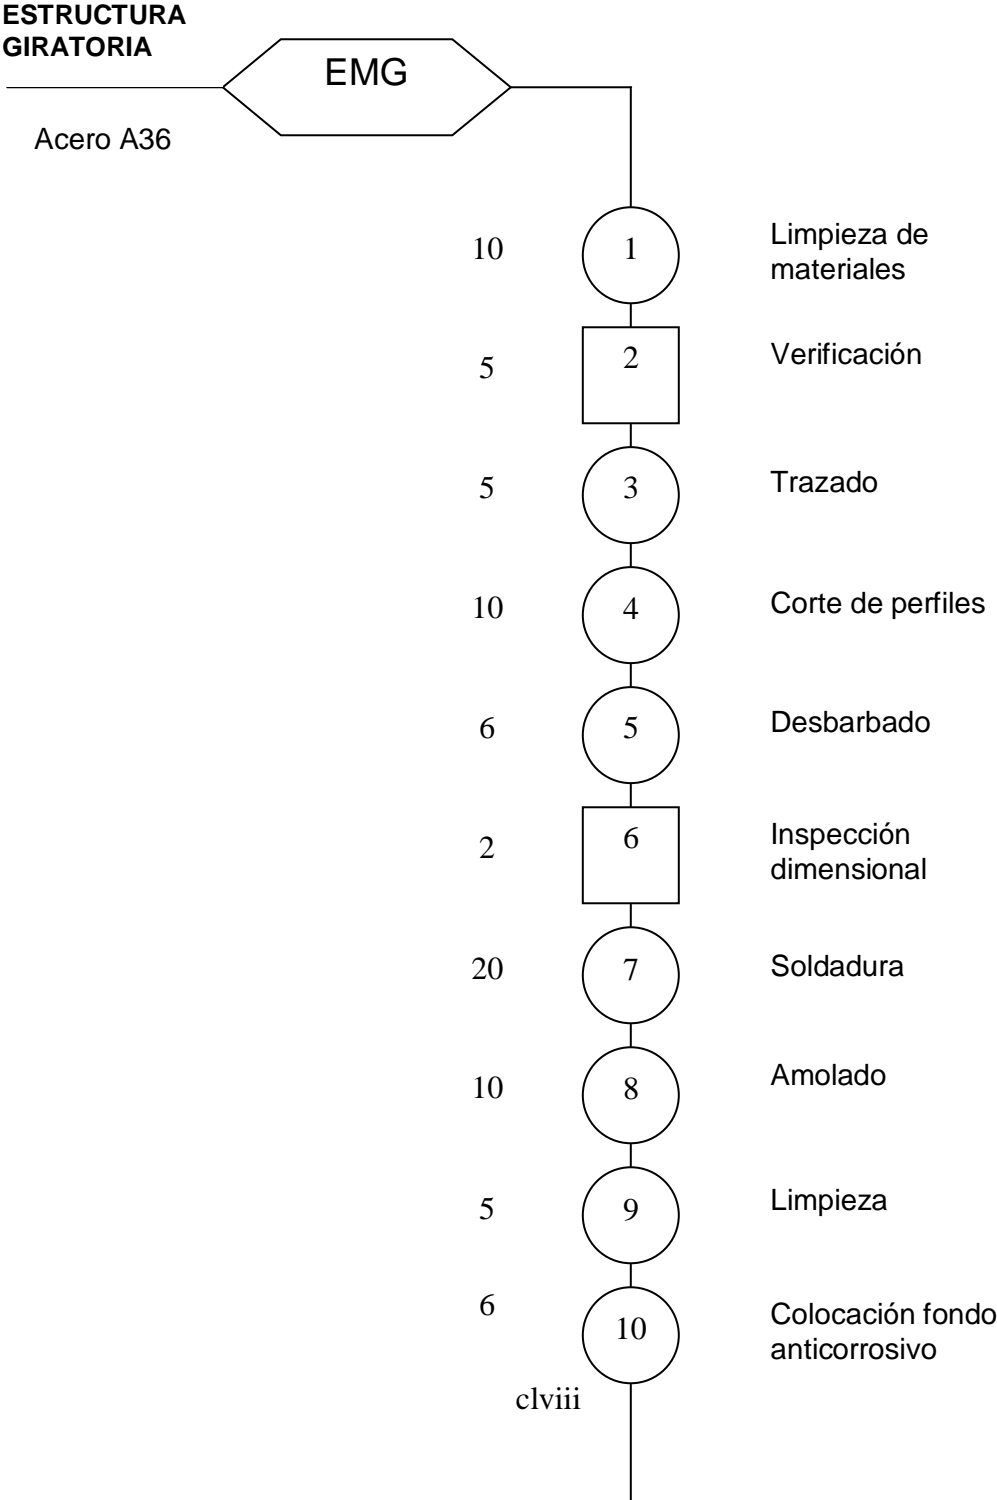 ESTRUCTURA
GIRATORIA
EMG
Acero A36
10
1
Limpieza de
materiales
5
2
Verificación
5
3
Trazado
10
4
Corte de perfiles
6
5
Desbarbado
2
6
Inspección
dimensional
20
7
Soldadura
10
8
Amolado
5
9
Limpieza
6
10
Colocación fondo
anticorrosivo
clviii